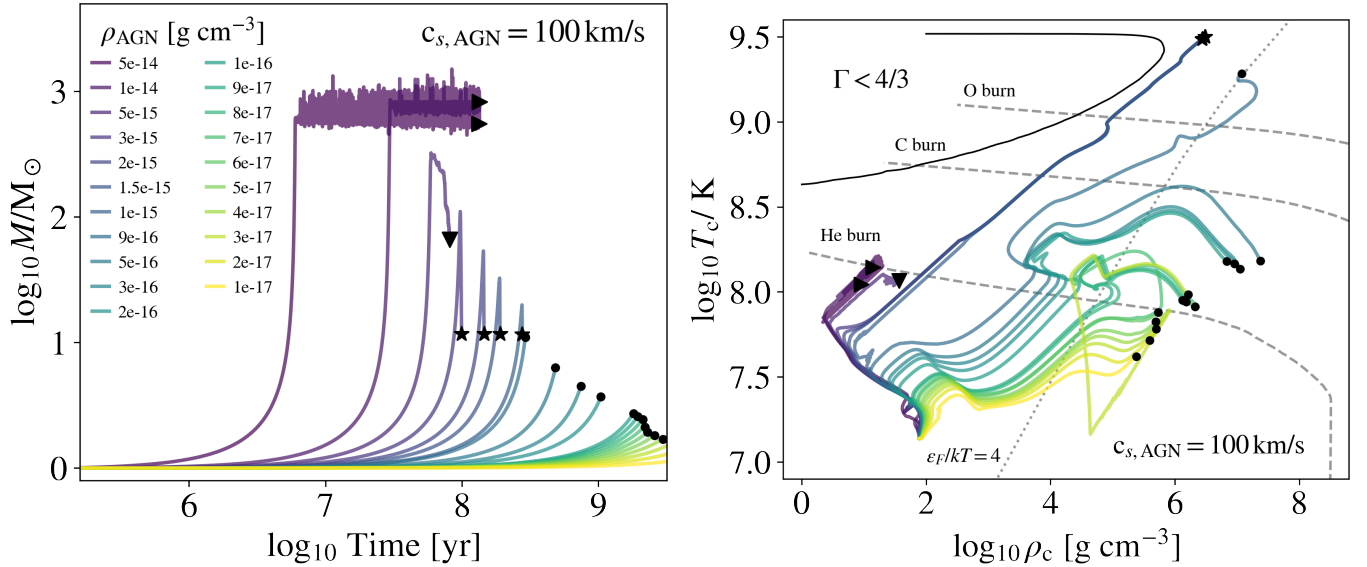 ρ_AGN [g cm⁻³]
c_s,AGN = 100 km/s
5e-14
1e-14
5e-15
3e-15
2e-15
1.5e-15
1e-15
9e-16
5e-16
3e-16
2e-16
1e-16
9e-17
8e-17
7e-17
6e-17
5e-17
4e-17
3e-17
2e-17
1e-17
log₁₀ M/M☉
3
2
1
0
6 7 8 9
log₁₀ Time [yr]
log₁₀ T_c/ K
9.5
9.0
8.5
8.0
7.5
7.0
Γ < 4/3
O burn
C burn
He burn
ε_F/kT = 4
c_s,AGN = 100 km/s
0 2 4 6 8
log₁₀ ρ_c [g cm⁻³]